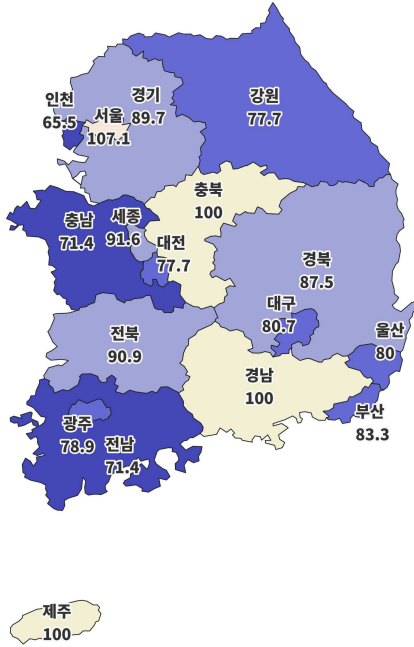 인천
65.5
서울
107.1
경기
89.7
강원
77.7
충남
71.4
세종
91.6
충북
100
대전
77.7
경북
87.5
대구
80.7
울산
80
전북
90.9
경남
100
부산
83.3
광주
78.9
전남
71.4
제주
100